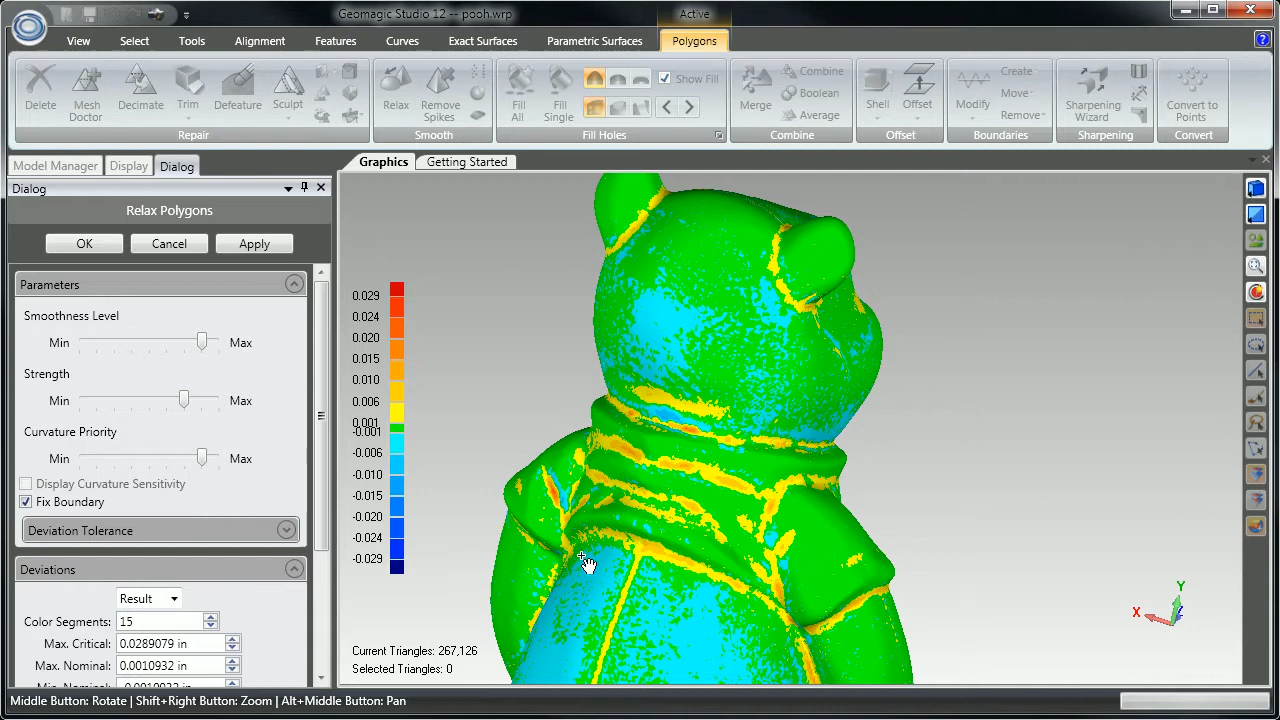 Geomagic Studio 12 -- pooh.wrp
Active
View Select Tools Alignment Features Curves Exact Surfaces Parametric Surfaces Polygons
Delete Mesh Doctor Decimate Trim Defeature Sculpt
Repair
Relax Remove Spikes
Smooth
Fill All Fill Single Show Fill
Fill Holes
Merge Combine Boolean Average
Combine
Shell Offset
Offset
Modify Create Move Remove
Boundaries
Sharpening Wizard
Sharpening
Convert to Points
Convert
Model Manager Display Dialog
Graphics Getting Started
Dialog
Relax Polygons
OK Cancel Apply
Parameters
Smoothness Level
Min Max
Strength
Min Max
Curvature Priority
Min Max
Display Curvature Sensitivity
Fix Boundary
Deviation Tolerance
Deviations
Result
Color Segments: 15
Max. Critical: 0.0289079 in
Max. Nominal: 0.0010932 in
0.029
0.024
0.020
0.015
0.010
0.006
0.001
-0.001
-0.006
-0.010
-0.015
-0.020
-0.024
-0.029
Y
X
Current Triangles: 267,126
Selected Triangles: 0
Middle Button: Rotate | Shift+Right Button: Zoom | Alt+Middle Button: Pan